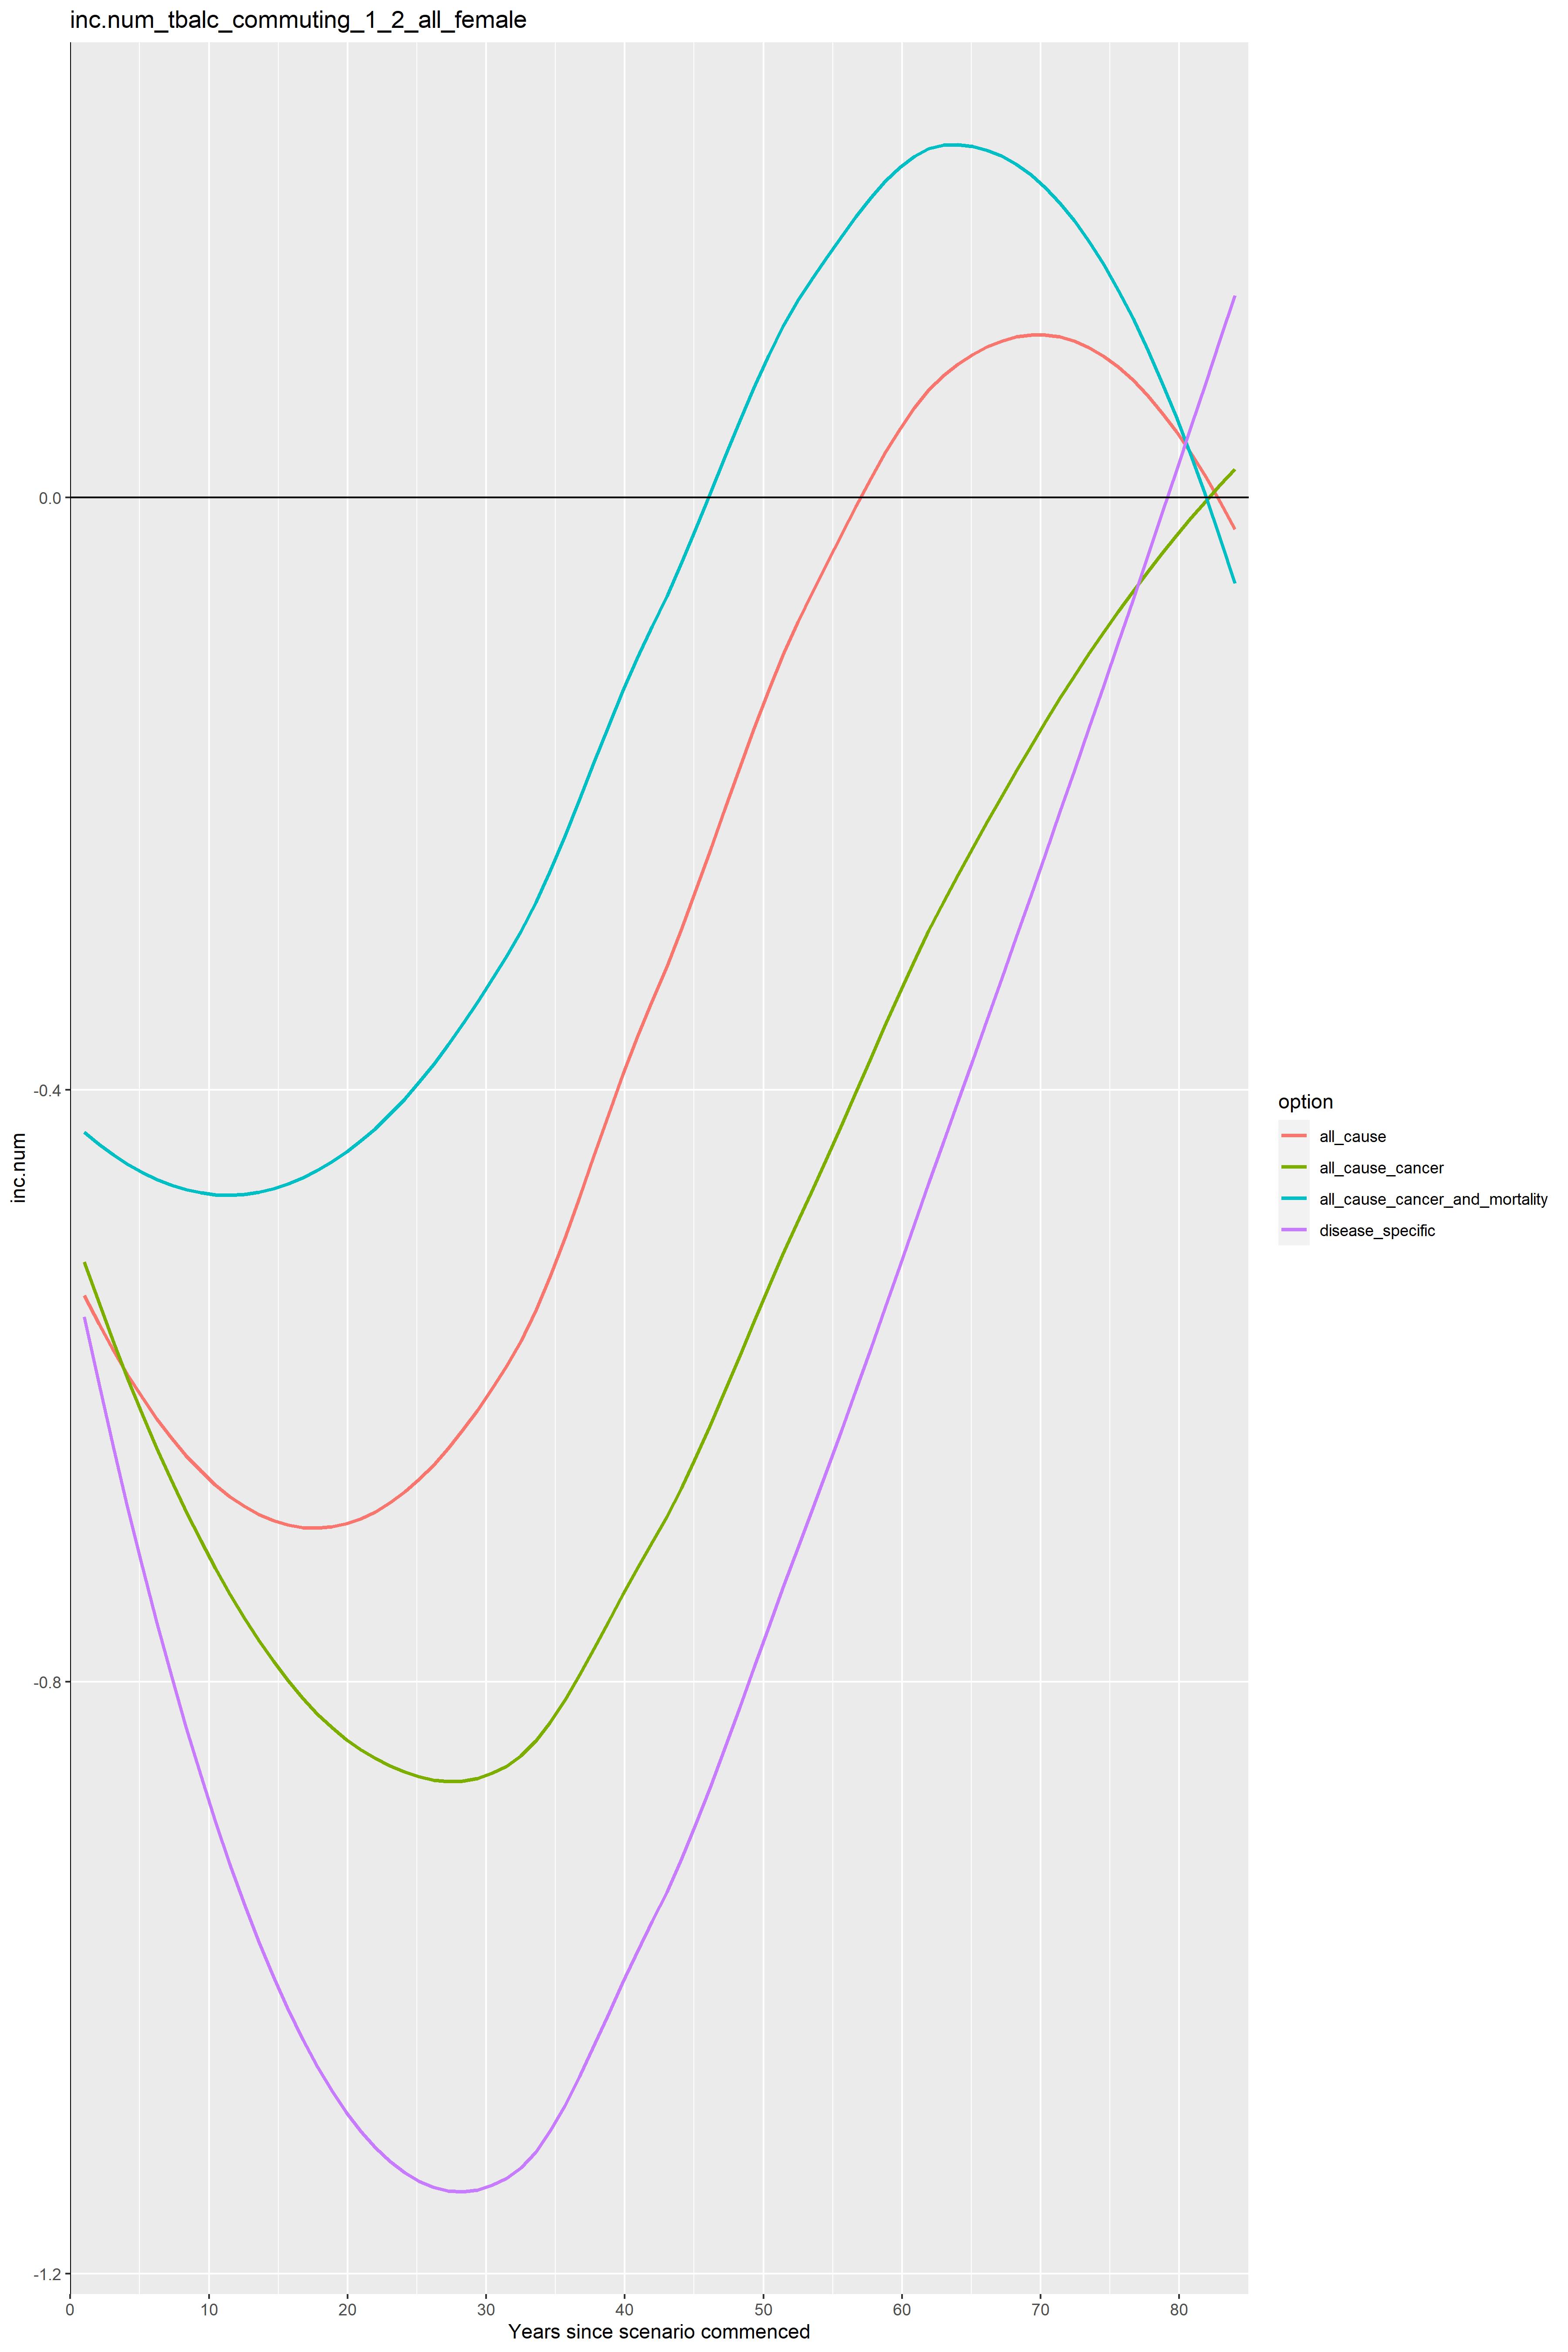 inc.num_tbalc_commuting_1_2_all_female
inc.num
0.0
-0.4
-0.8
-1.2
0 10 20 30 40 50 60 70 80
Years since scenario commenced
option
all_cause
all_cause_cancer
all_cause_cancer_and_mortality
disease_specific